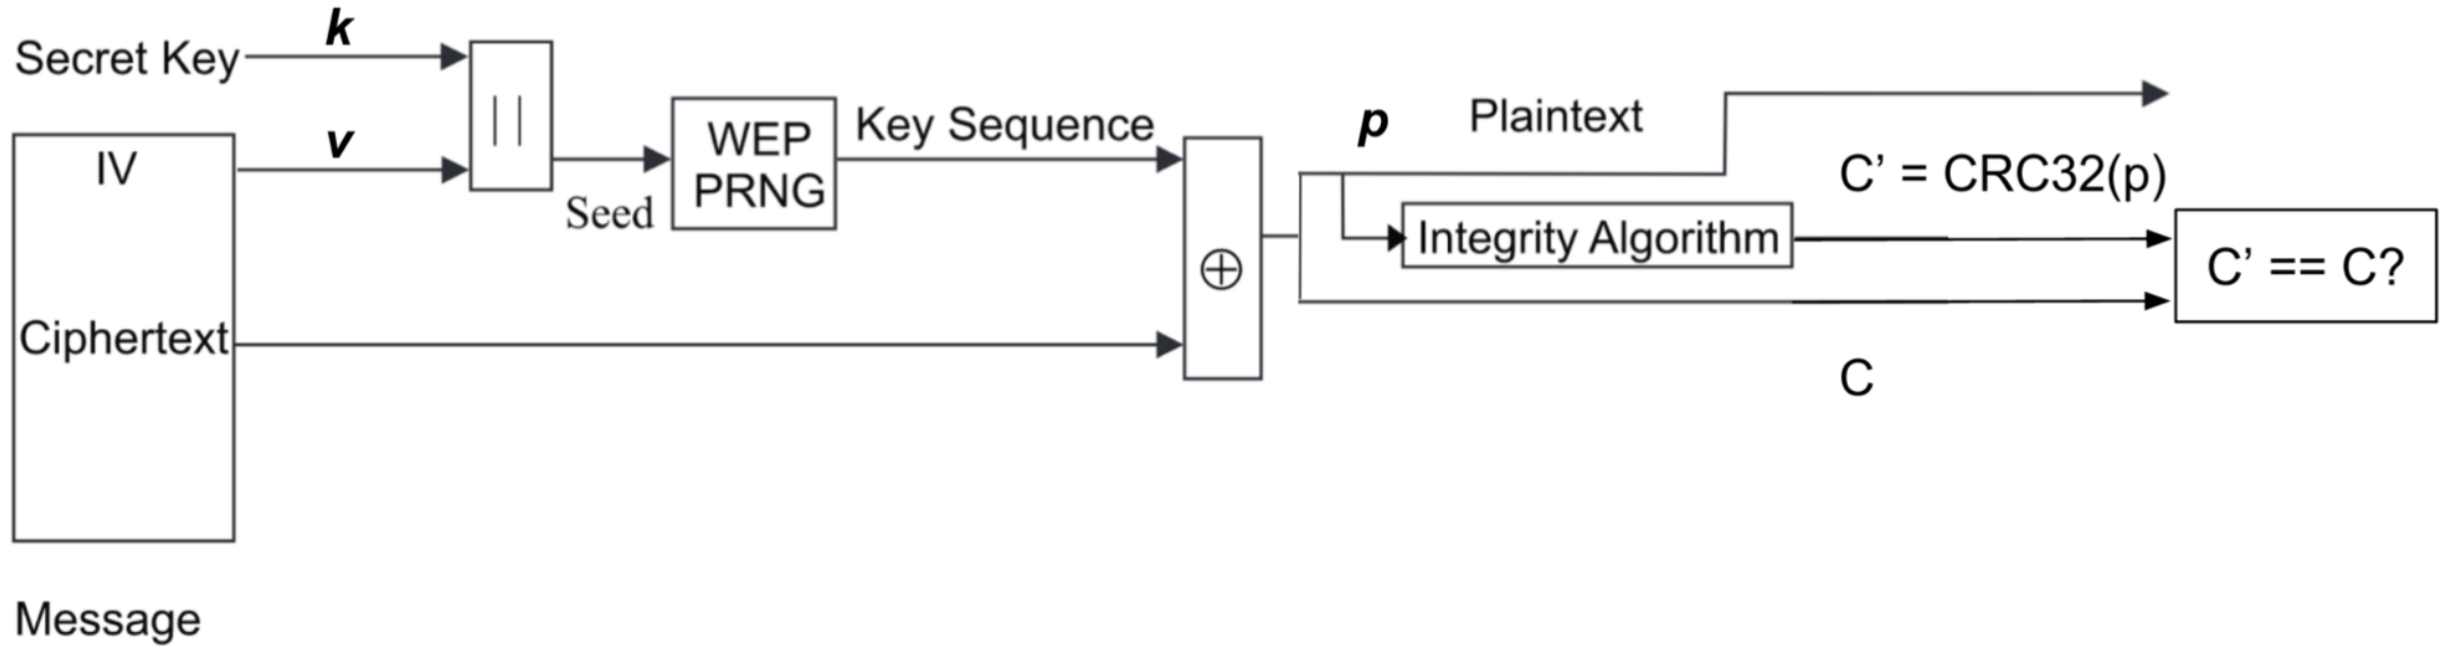 Secret Key
k
IV
v
||
Seed
WEP
PRNG
Key Sequence
Ciphertext
⊕
p
Plaintext
Integrity Algorithm
C’ = CRC32(p)
C’ == C?
C
Message